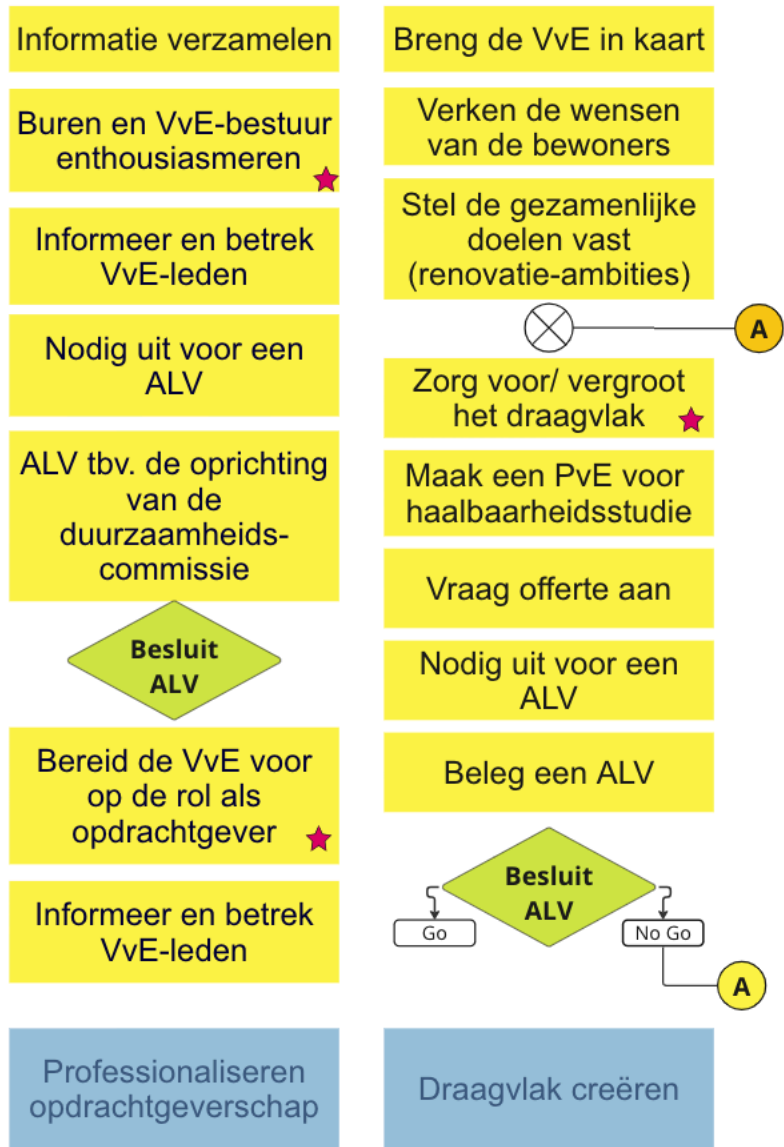 Informatie verzamelen
Buren en VvE-bestuur
enthousiasmeren
Informeer en betrek
VvE-leden
Nodig uit voor een
ALV
ALV tbv. de oprichting
van de
duurzaamheids-
commissie
Besluit
ALV
Bereid de VvE voor
op de rol als
opdrachtgever
Informeer en betrek
VvE-leden
Professionaliseren
opdrachtgeverschap
Breng de VvE in kaart
Verken de wensen
van de bewoners
Stel de gezamenlijke
doelen vast
(renovatie-ambities)
A
Zorg voor/ vergroot
het draagvlak
Maak een PvE voor
haalbaarheidsstudie
Vraag offerte aan
Nodig uit voor een
ALV
Beleg een ALV
Besluit
ALV
Go
No Go
A
Draagvlak creëren